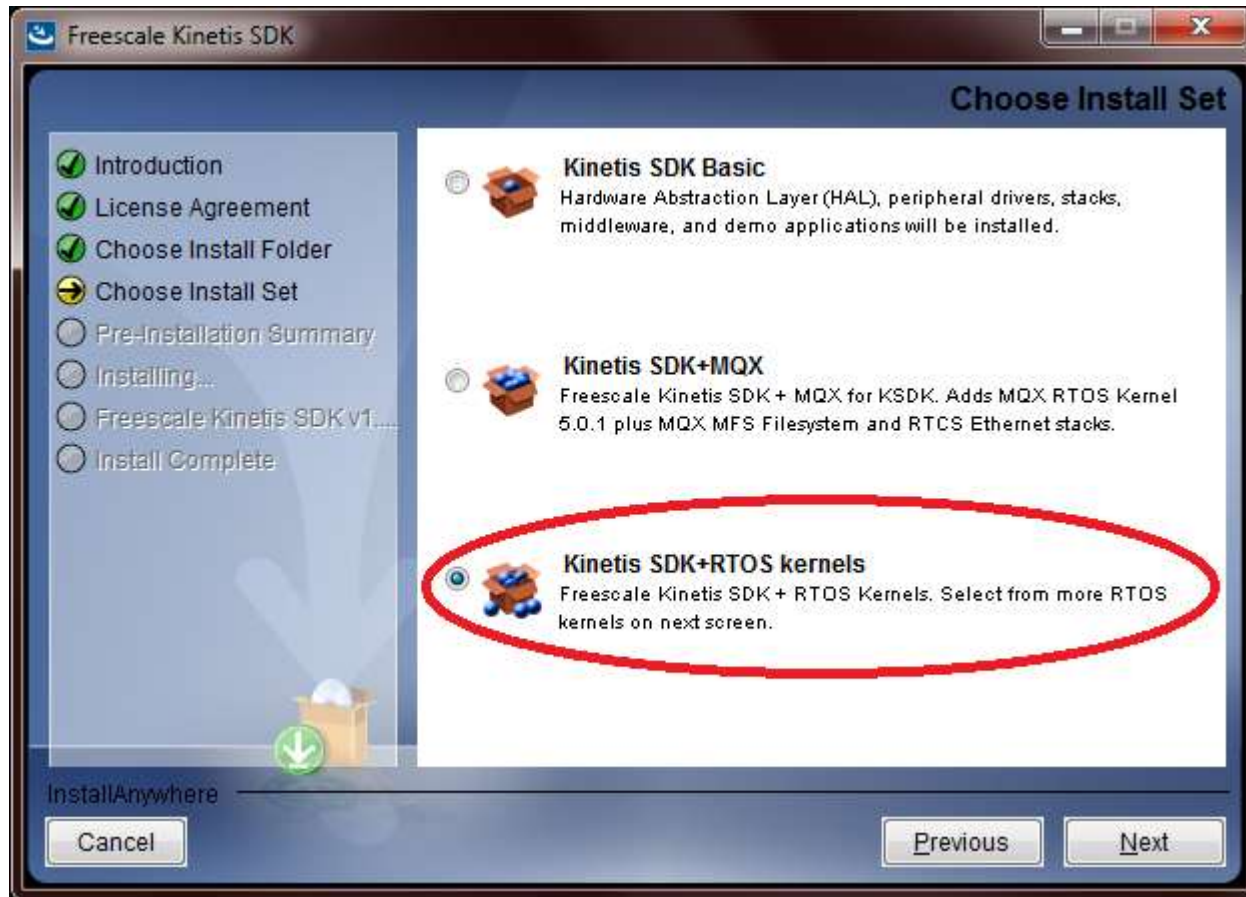 Freescale Kinetis SDK
Choose Install Set
Introduction
License Agreement
Choose Install Folder
Choose Install Set
Pre-Installation Summary
Installing...
Freescale Kinetis SDK v1....
Install Complete
Kinetis SDK Basic
Hardware Abstraction Layer (HAL), peripheral drivers, stacks,
middleware, and demo applications will be installed.
Kinetis SDK+MQX
Freescale Kinetis SDK + MQX for KSDK. Adds MQX RTOS Kernel
5.0.1 plus MQX MFS Filesystem and RTCS Ethernet stacks.
Kinetis SDK+RTOS kernels
Freescale Kinetis SDK + RTOS Kernels. Select from more RTOS
kernels on next screen.
InstallAnywhere
Cancel
Previous
Next